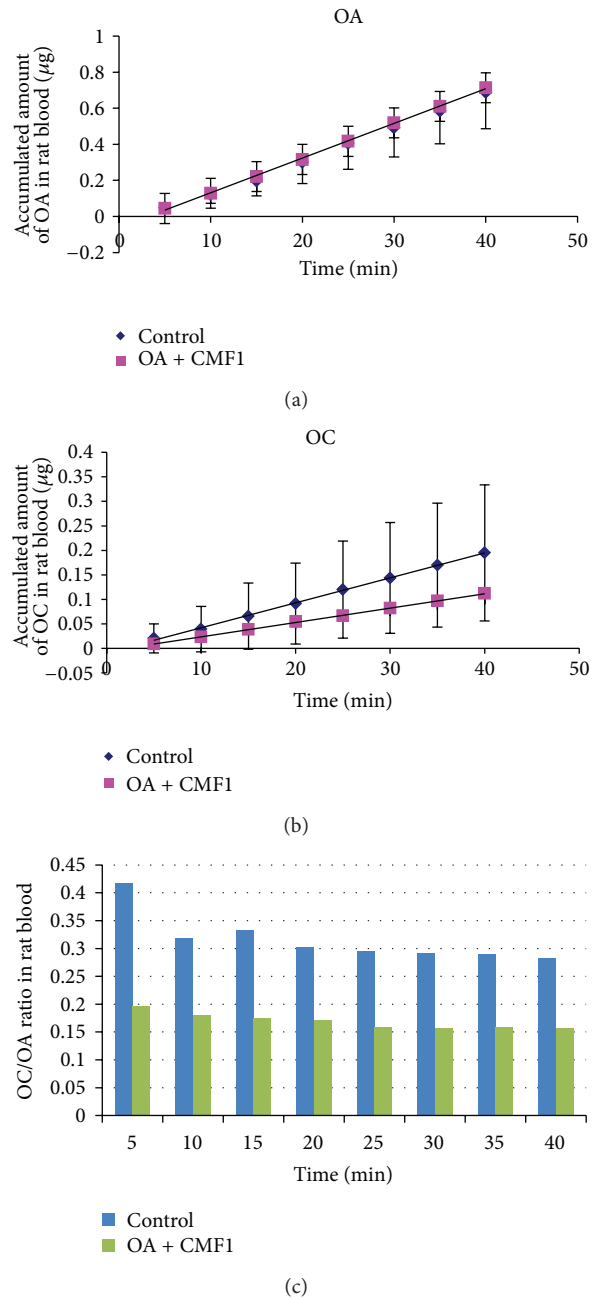 OA
Accumulated amount
of OA in rat blood (μg)
1
0.8
0.6
0.4
0.2
0
−0.2
0 10 20 30 40 50
Time (min)
Control
OA + CMF1
(a)
OC
Accumulated amount
of OC in rat blood (μg)
0.4
0.35
0.3
0.25
0.2
0.15
0.1
0.05
0
−0.05
0 10 20 30 40 50
Time (min)
Control
OA + CMF1
(b)
OC/OA ratio in rat blood
0.45
0.4
0.35
0.3
0.25
0.2
0.15
0.1
0.05
0
5 10 15 20 25 30 35 40
Time (min)
Control
OA + CMF1
(c)